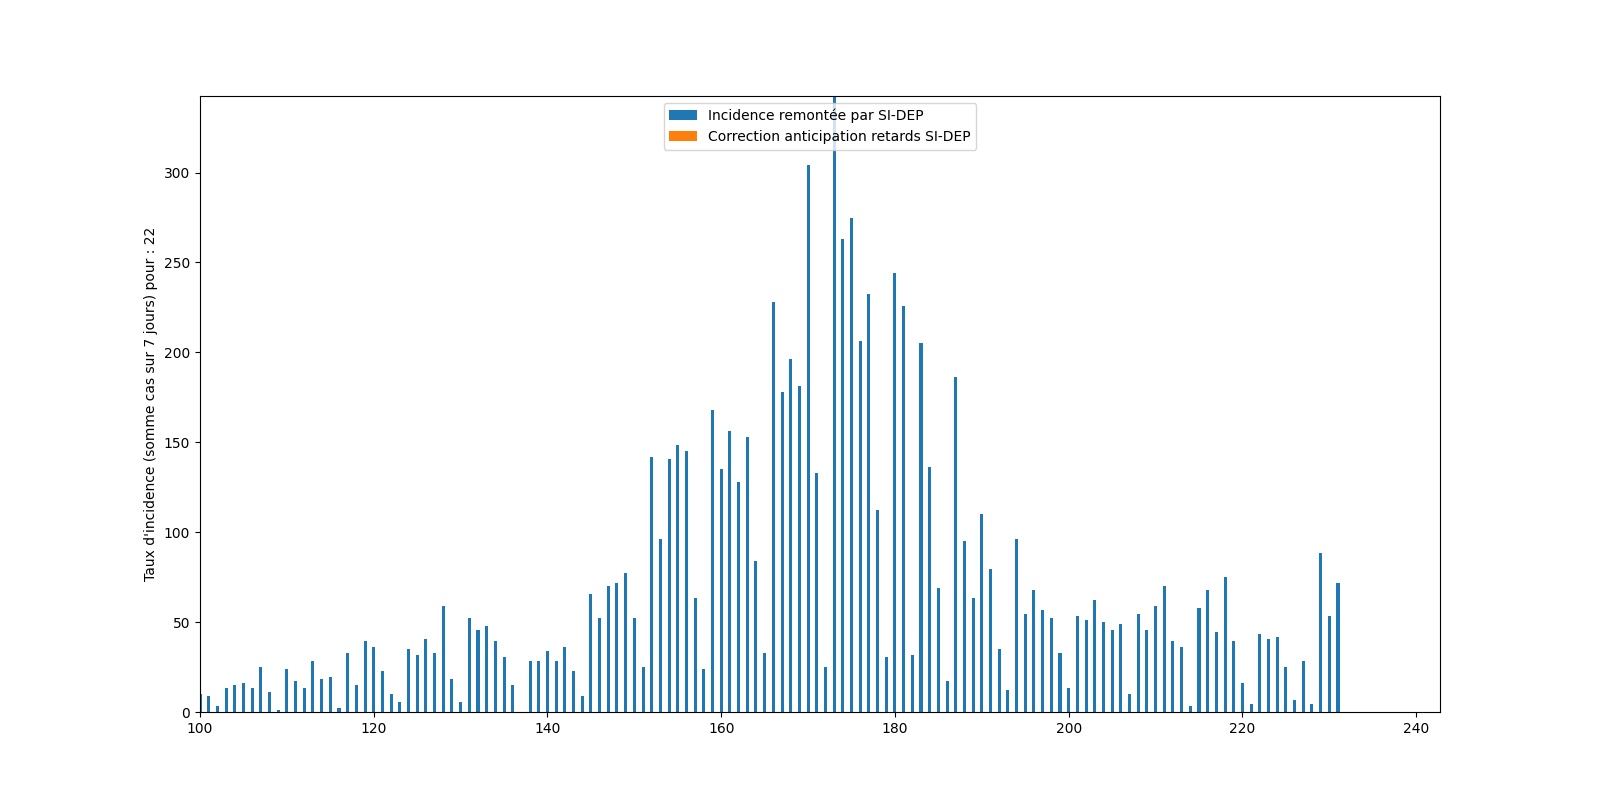 Incidence remontée par SI-DEP
Correction anticipation retards SI-DEP
Taux d'incidence (somme cas sur 7 jours) pour : 22
300
250
200
150
100
50
0
100 120 140 160 180 200 220 240